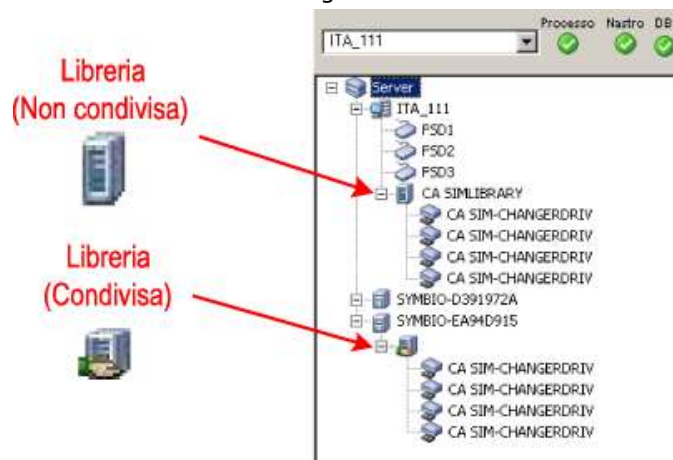 Processo Nastro DB
ITA_111
Libreria
(Non condivisa)
Server
ITA_111
FSD1
FSD2
FSD3
CA SIMLIBRARY
CA SIM-CHANGERDRIV
CA SIM-CHANGERDRIV
CA SIM-CHANGERDRIV
CA SIM-CHANGERDRIV
Libreria
(Condivisa)
SYMBIO-D391972A
SYMBIO-EA94D915
CA SIM-CHANGERDRIV
CA SIM-CHANGERDRIV
CA SIM-CHANGERDRIV
CA SIM-CHANGERDRIV